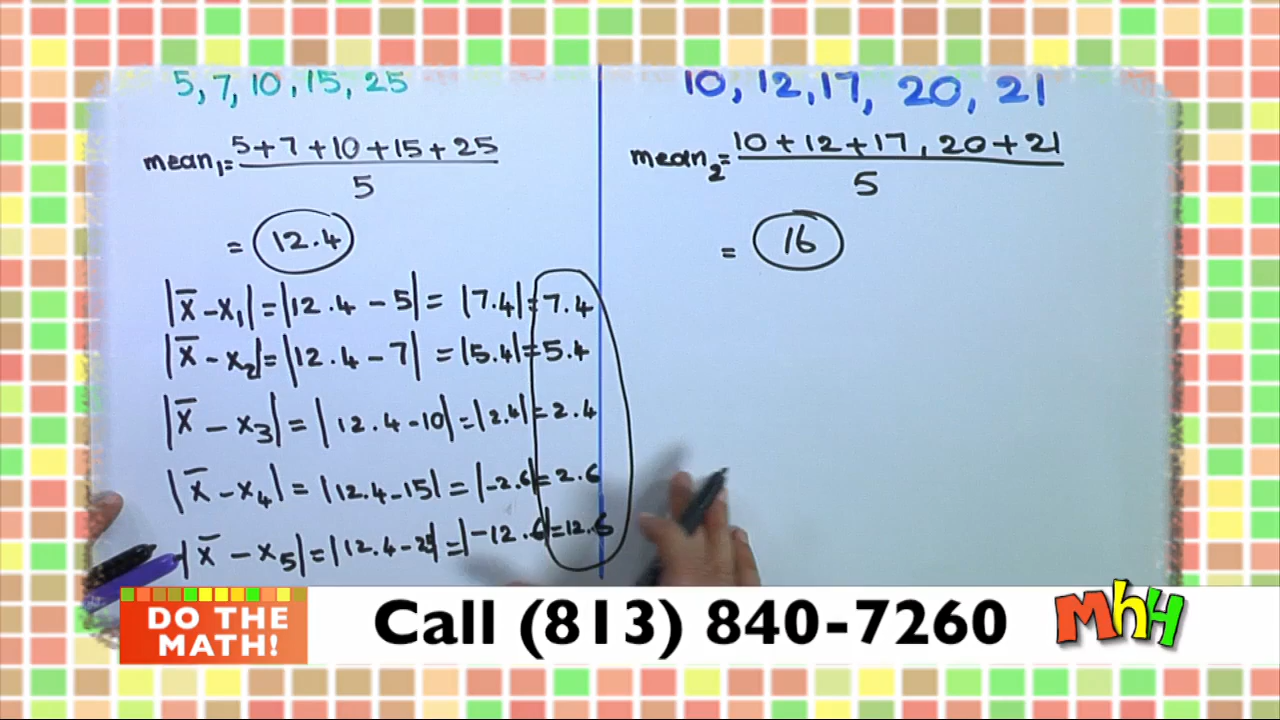 5, 7, 10, 15, 25
mean₁ = 5+7+10+15+25
5
= 12.4
|x̄ - x₁| = |12.4 - 5| = |7.4| = 7.4
|x̄ - x₂| = |12.4 - 7| = |5.4| = 5.4
|x̄ - x₃| = |12.4 - 10| = |2.4| = 2.4
|x̄ - x₄| = |12.4 - 15| = |-2.6| = 2.6
|x̄ - x₅| = |12.4 - 25| = |-12.6| = 12.6
10, 12, 17, 20, 21
mean₂ = 10 + 12 + 17, 20 + 21
5
= 16
DO THE
MATH!
Call (813) 840-7260
Mh4